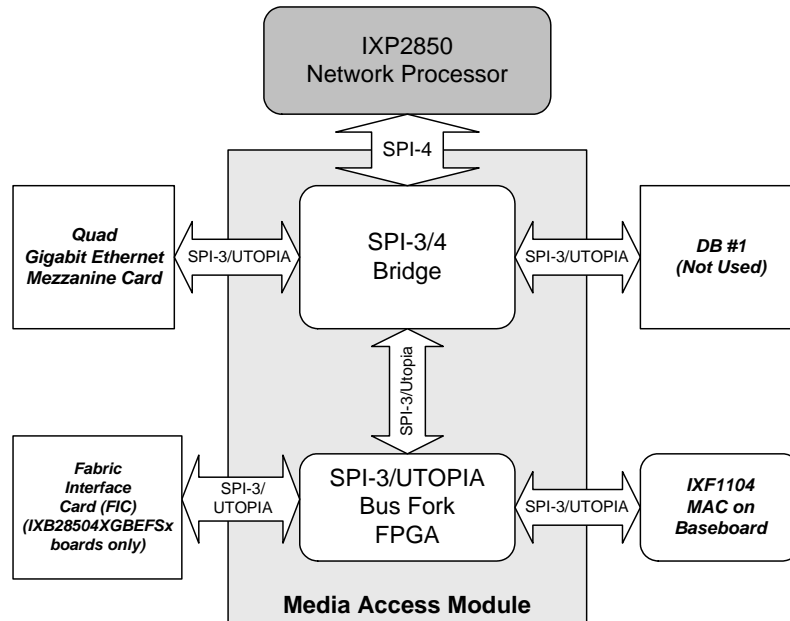 IXP2850
Network Processor
SPI-4
Quad
Gigabit Ethernet
Mezzanine Card
SPI-3/UTOPIA
SPI-3/4
Bridge
SPI-3/UTOPIA
DB #1
(Not Used)
SPI-3/Utopia
Fabric
Interface
Card (FIC)
(IXB28504XGBEFSx
boards only)
SPI-3/
UTOPIA
SPI-3/UTOPIA
Bus Fork
FPGA
SPI-3/UTOPIA
IXF1104
MAC on
Baseboard
Media Access Module